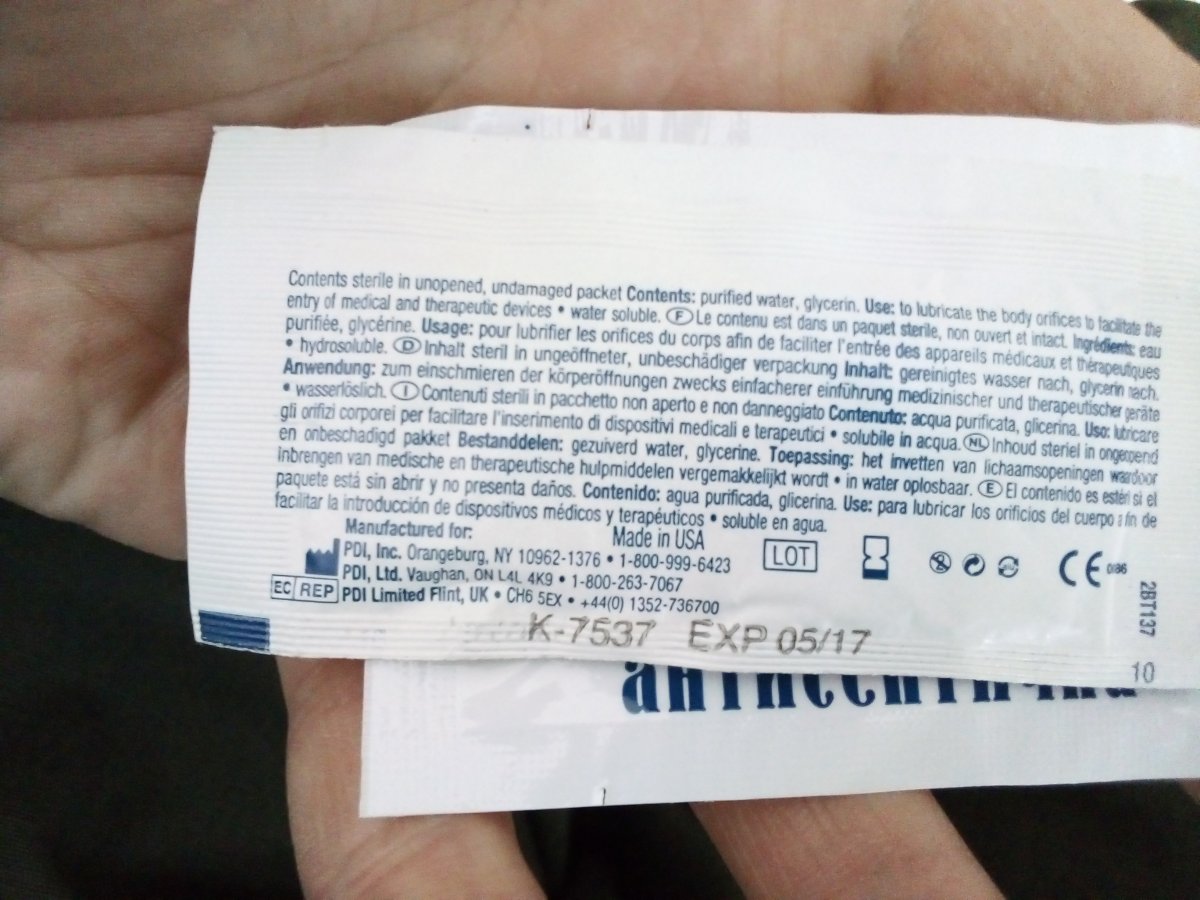 Contents sterile in unopened, undamaged packet Contents: purified water, glycerin. Use: to lubricate the body orifices to facilitate the
entry of medical and therapeutic devices • water soluble. (F) Le contenu est dans un paquet sterile, non ouvert et intact. Ingrédients: eau
purifiée, glycérine. Usage: pour lubrifier les orifices du corps afin de faciliter l'entrée des appareils médicaux et thérapeutiques
• hydrosoluble. (D) Inhalt steril in ungeöffneter, unbeschädiger verpackung Inhalt: gereinigtes wasser nach, glycerin nach.
Anwendung: zum einschmieren der körperöffnungen zwecks einfacherer einführung medizinischer und therapeutischer geräte
• wasserlöslich. (I) Contenuti sterili in pacchetto non aperto e non danneggiato Contenuto: acqua purificata, glicerina. Uso: lubricare
gli orifizi corporei per facilitare l'inserimento di dispositivi medicali e terapeutici • solubile in acqua. (NL) Inhoud steriel in ongeopend
en onbeschadigd pakket Bestanddelen: gezuiverd water, glycerine. Toepassing: het invetten van lichaamsopeningen waardoor
inbrengen van medische en therapeutische hulpmiddelen vergemakkelijkt wordt • in water oplosbaar. (E) El contenido es estéril si el
paquete está sin abrir y no presenta daños. Contenido: agua purificada, glicerina. Use: para lubricar los orificios del cuerpo a fin de
facilitar la introducción de dispositivos médicos y terapéuticos • soluble en agua.
Manufactured for:
Made in USA
PDI, Inc. Orangeburg, NY 10962-1376 • 1-800-999-6423
PDI, Ltd. Vaughan, ON L4L 4K9 • 1-800-263-7067
EC REP PDI Limited Flint, UK • CH6 5EX • +44(0) 1352-736700
LOT
CE 0086
2BT137
K-7537 EXP 05/17
10